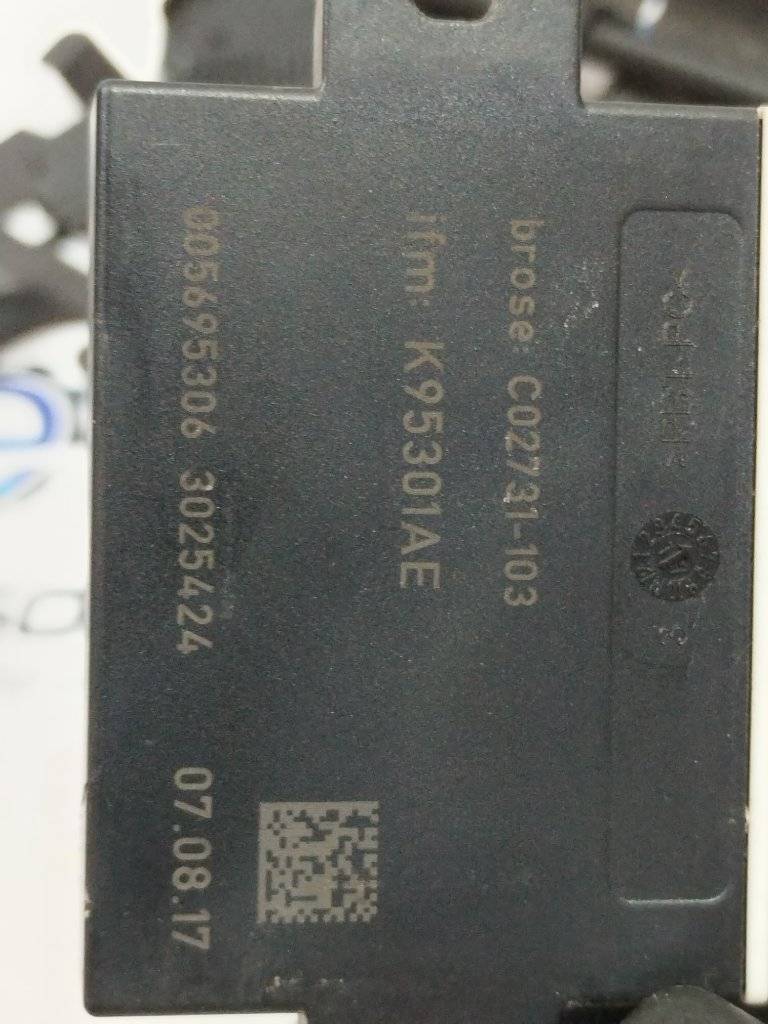 brose: C02731-103
ifm: K95301AE
005695306 3025424 07.08.17